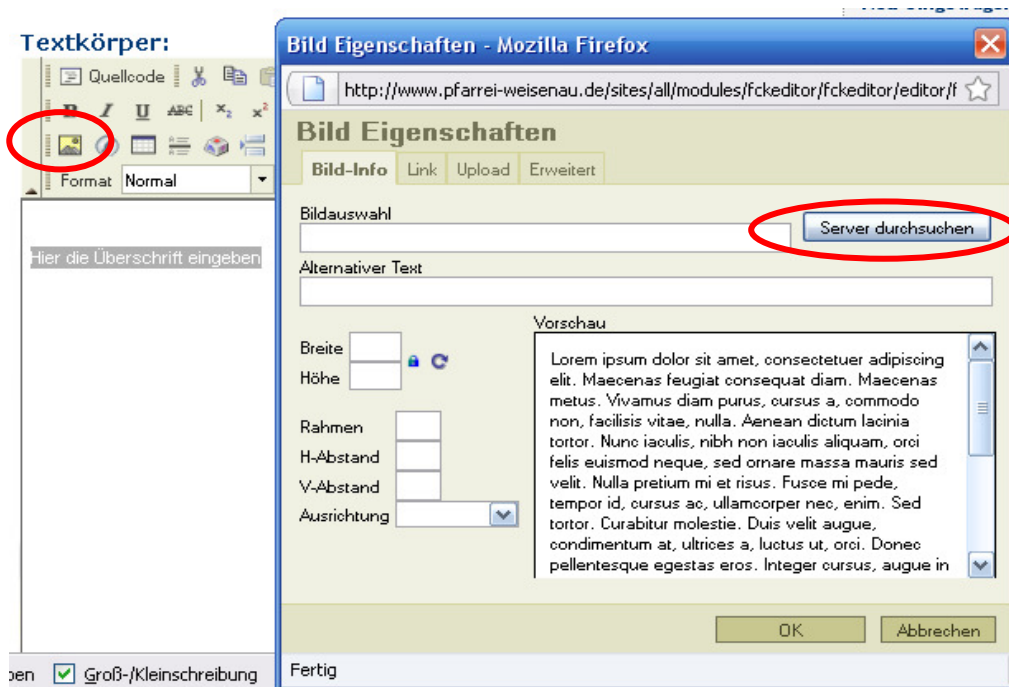 Textkörper:
Quellcode
B I U ABC x₂ x²
Format Normal
Hier die Überschrift eingeben
Groß-/Kleinschreibung
Bild Eigenschaften - Mozilla Firefox
http://www.pfarrei-weisenau.de/sites/all/modules/fckeditor/fckeditor/editor/f
Bild Eigenschaften
Bild-Info Link Upload Erweitert
Bildauswahl
Server durchsuchen
Alternativer Text
Breite
Höhe
Rahmen
H-Abstand
V-Abstand
Ausrichtung
Vorschau
Lorem ipsum dolor sit amet, consectetuer adipiscing
elit. Maecenas feugiat consequat diam. Maecenas
metus. Vivamus diam purus, cursus a, commodo
non, facilisis vitae, nulla. Aenean dictum lacinia
tortor. Nunc iaculis, nibh non iaculis aliquam, orci
felis euismod neque, sed ornare massa mauris sed
velit. Nulla pretium mi et risus. Fusce mi pede,
tempor id, cursus ac, ullamcorper nec, enim. Sed
tortor. Curabitur molestie. Duis velit augue,
condimentum at, ultrices a, luctus ut, orci. Donec
pellentesque egestas eros. Integer cursus, augue in
OK Abbrechen
Fertig